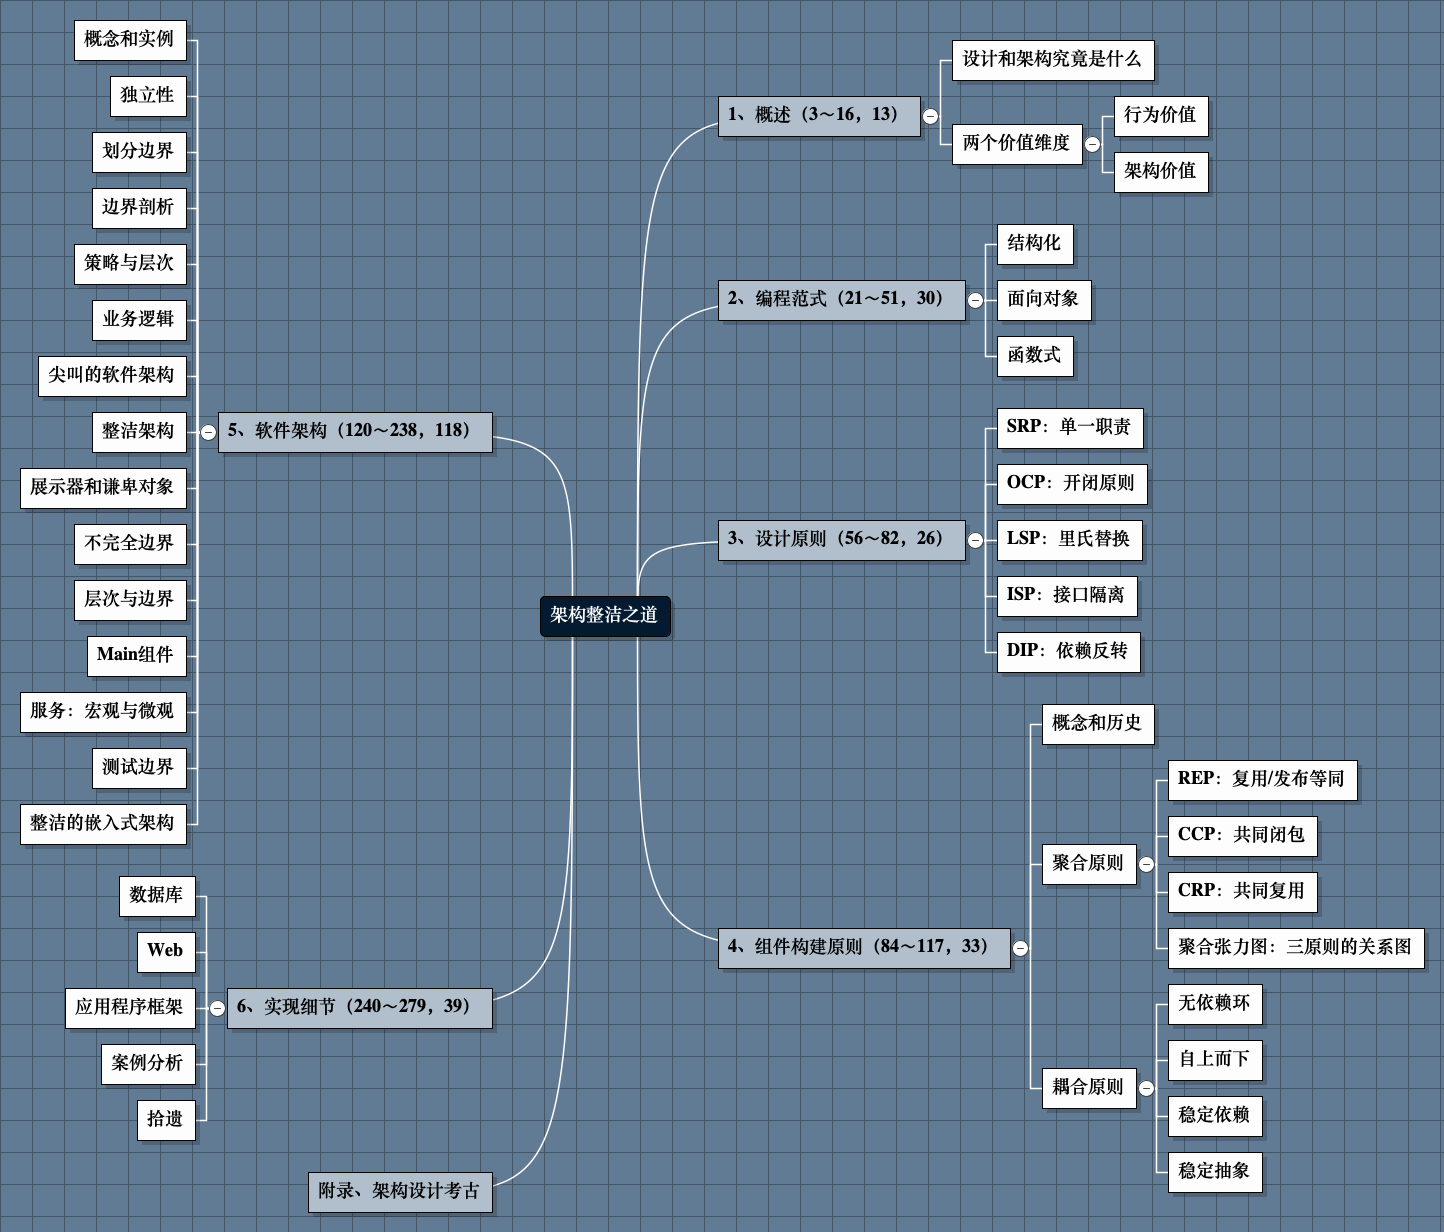 架构整洁之道
1、概述（3～16，13）
设计和架构究竟是什么
两个价值维度
行为价值
架构价值
2、编程范式（21～51，30）
结构化
面向对象
函数式
3、设计原则（56～82，26）
SRP：单一职责
OCP：开闭原则
LSP：里氏替换
ISP：接口隔离
DIP：依赖反转
4、组件构建原则（84～117，33）
概念和历史
聚合原则
REP：复用/发布等同
CCP：共同闭包
CRP：共同复用
聚合张力图：三原则的关系图
耦合原则
无依赖环
自上而下
稳定依赖
稳定抽象
5、软件架构（120～238，118）
概念和实例
独立性
划分边界
边界剖析
策略与层次
业务逻辑
尖叫的软件架构
整洁架构
展示器和谦卑对象
不完全边界
层次与边界
Main组件
服务：宏观与微观
测试边界
整洁的嵌入式架构
6、实现细节（240～279，39）
数据库
Web
应用程序框架
案例分析
拾遗
附录、架构设计考古